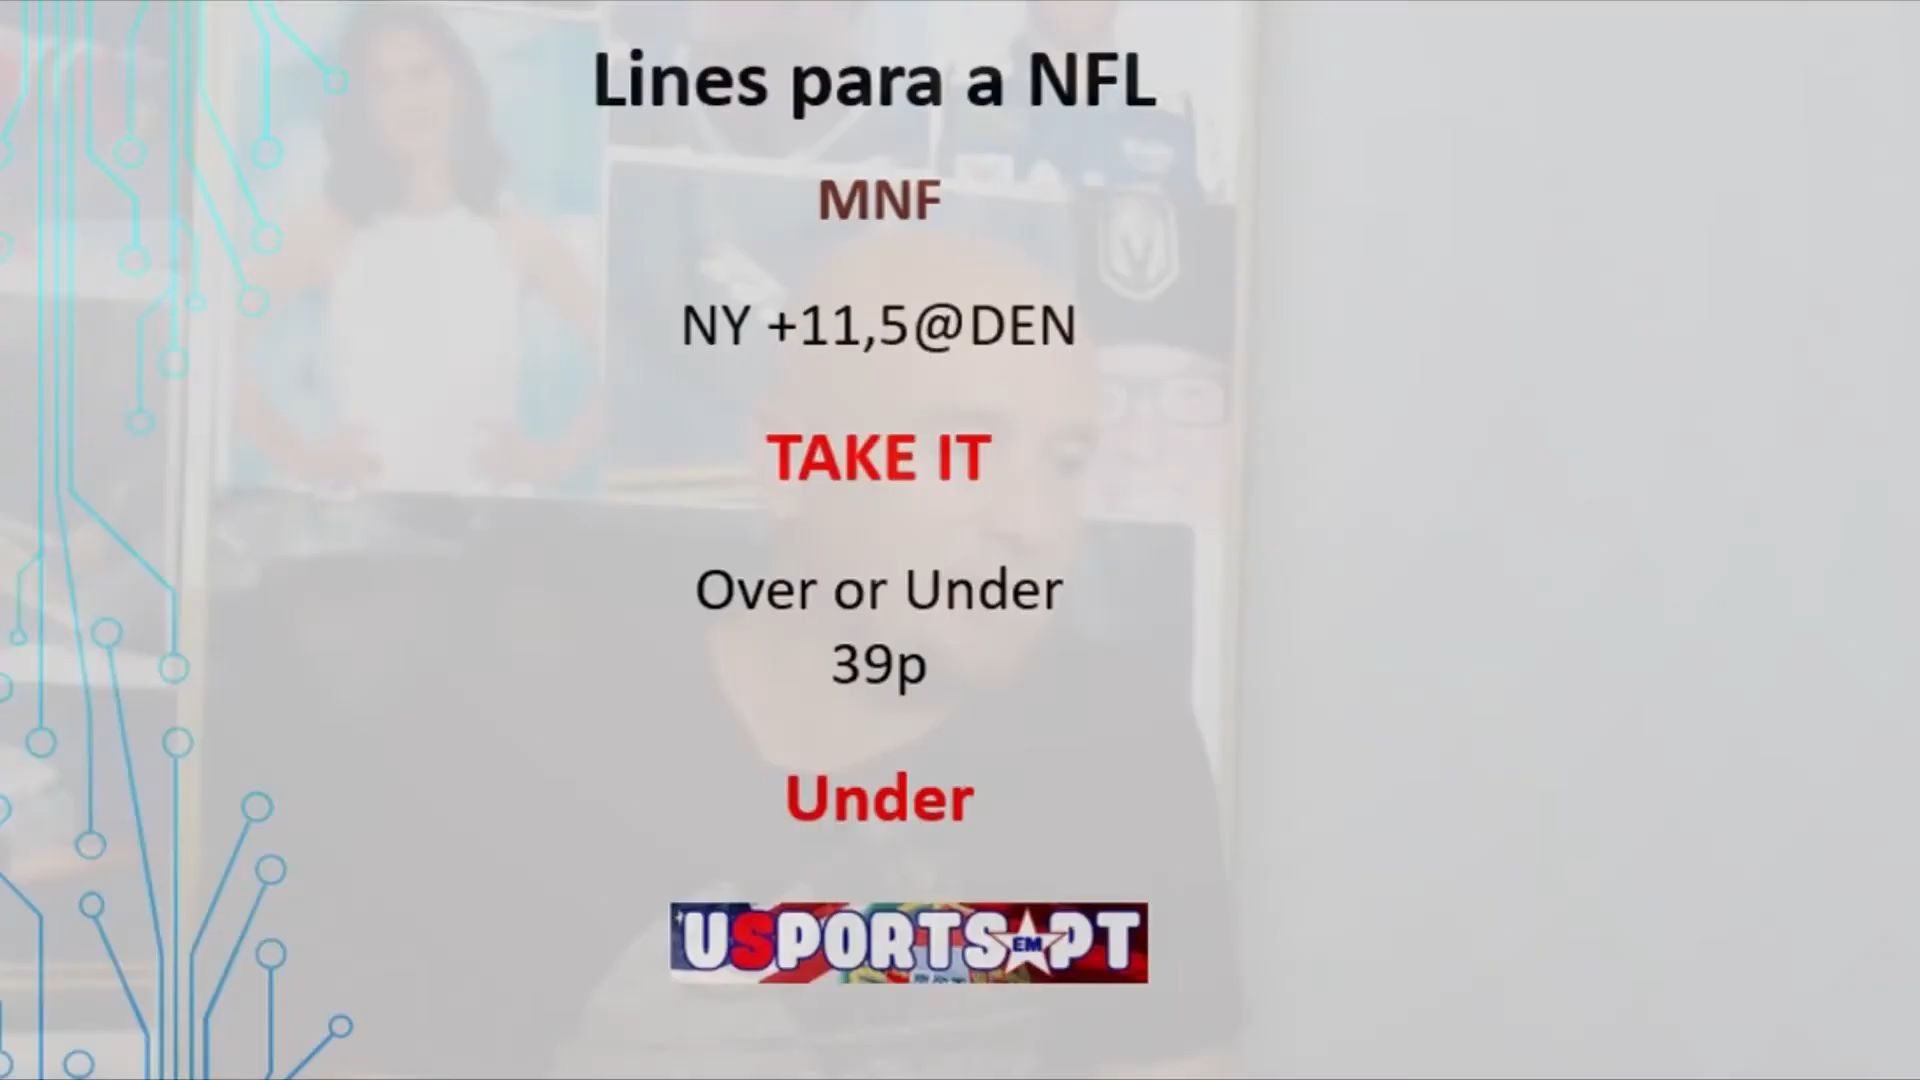 Lines para a NFL
MNF
NY +11,5@DEN
TAKE IT
Over or Under
39p
Under
USPORTS EM PT